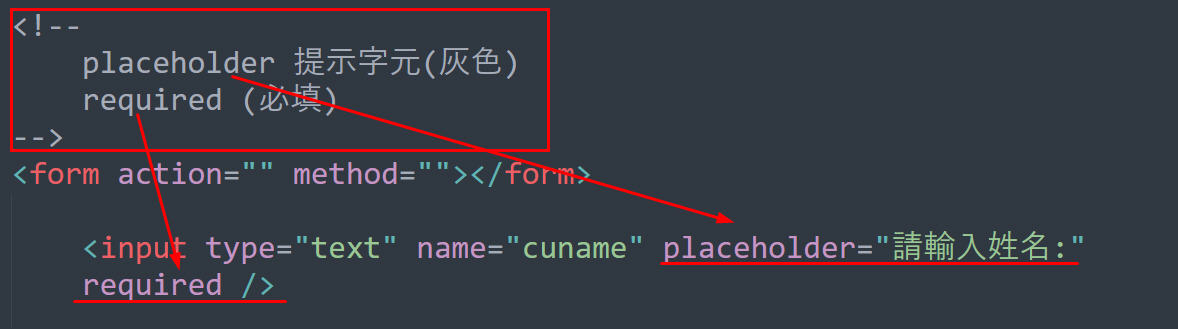 <!--
placeholder 提示字元(灰色)
required (必填)
-->
<form action="" method=""></form>
<input type="text" name="cuname" placeholder="請輸入姓名:"
required />